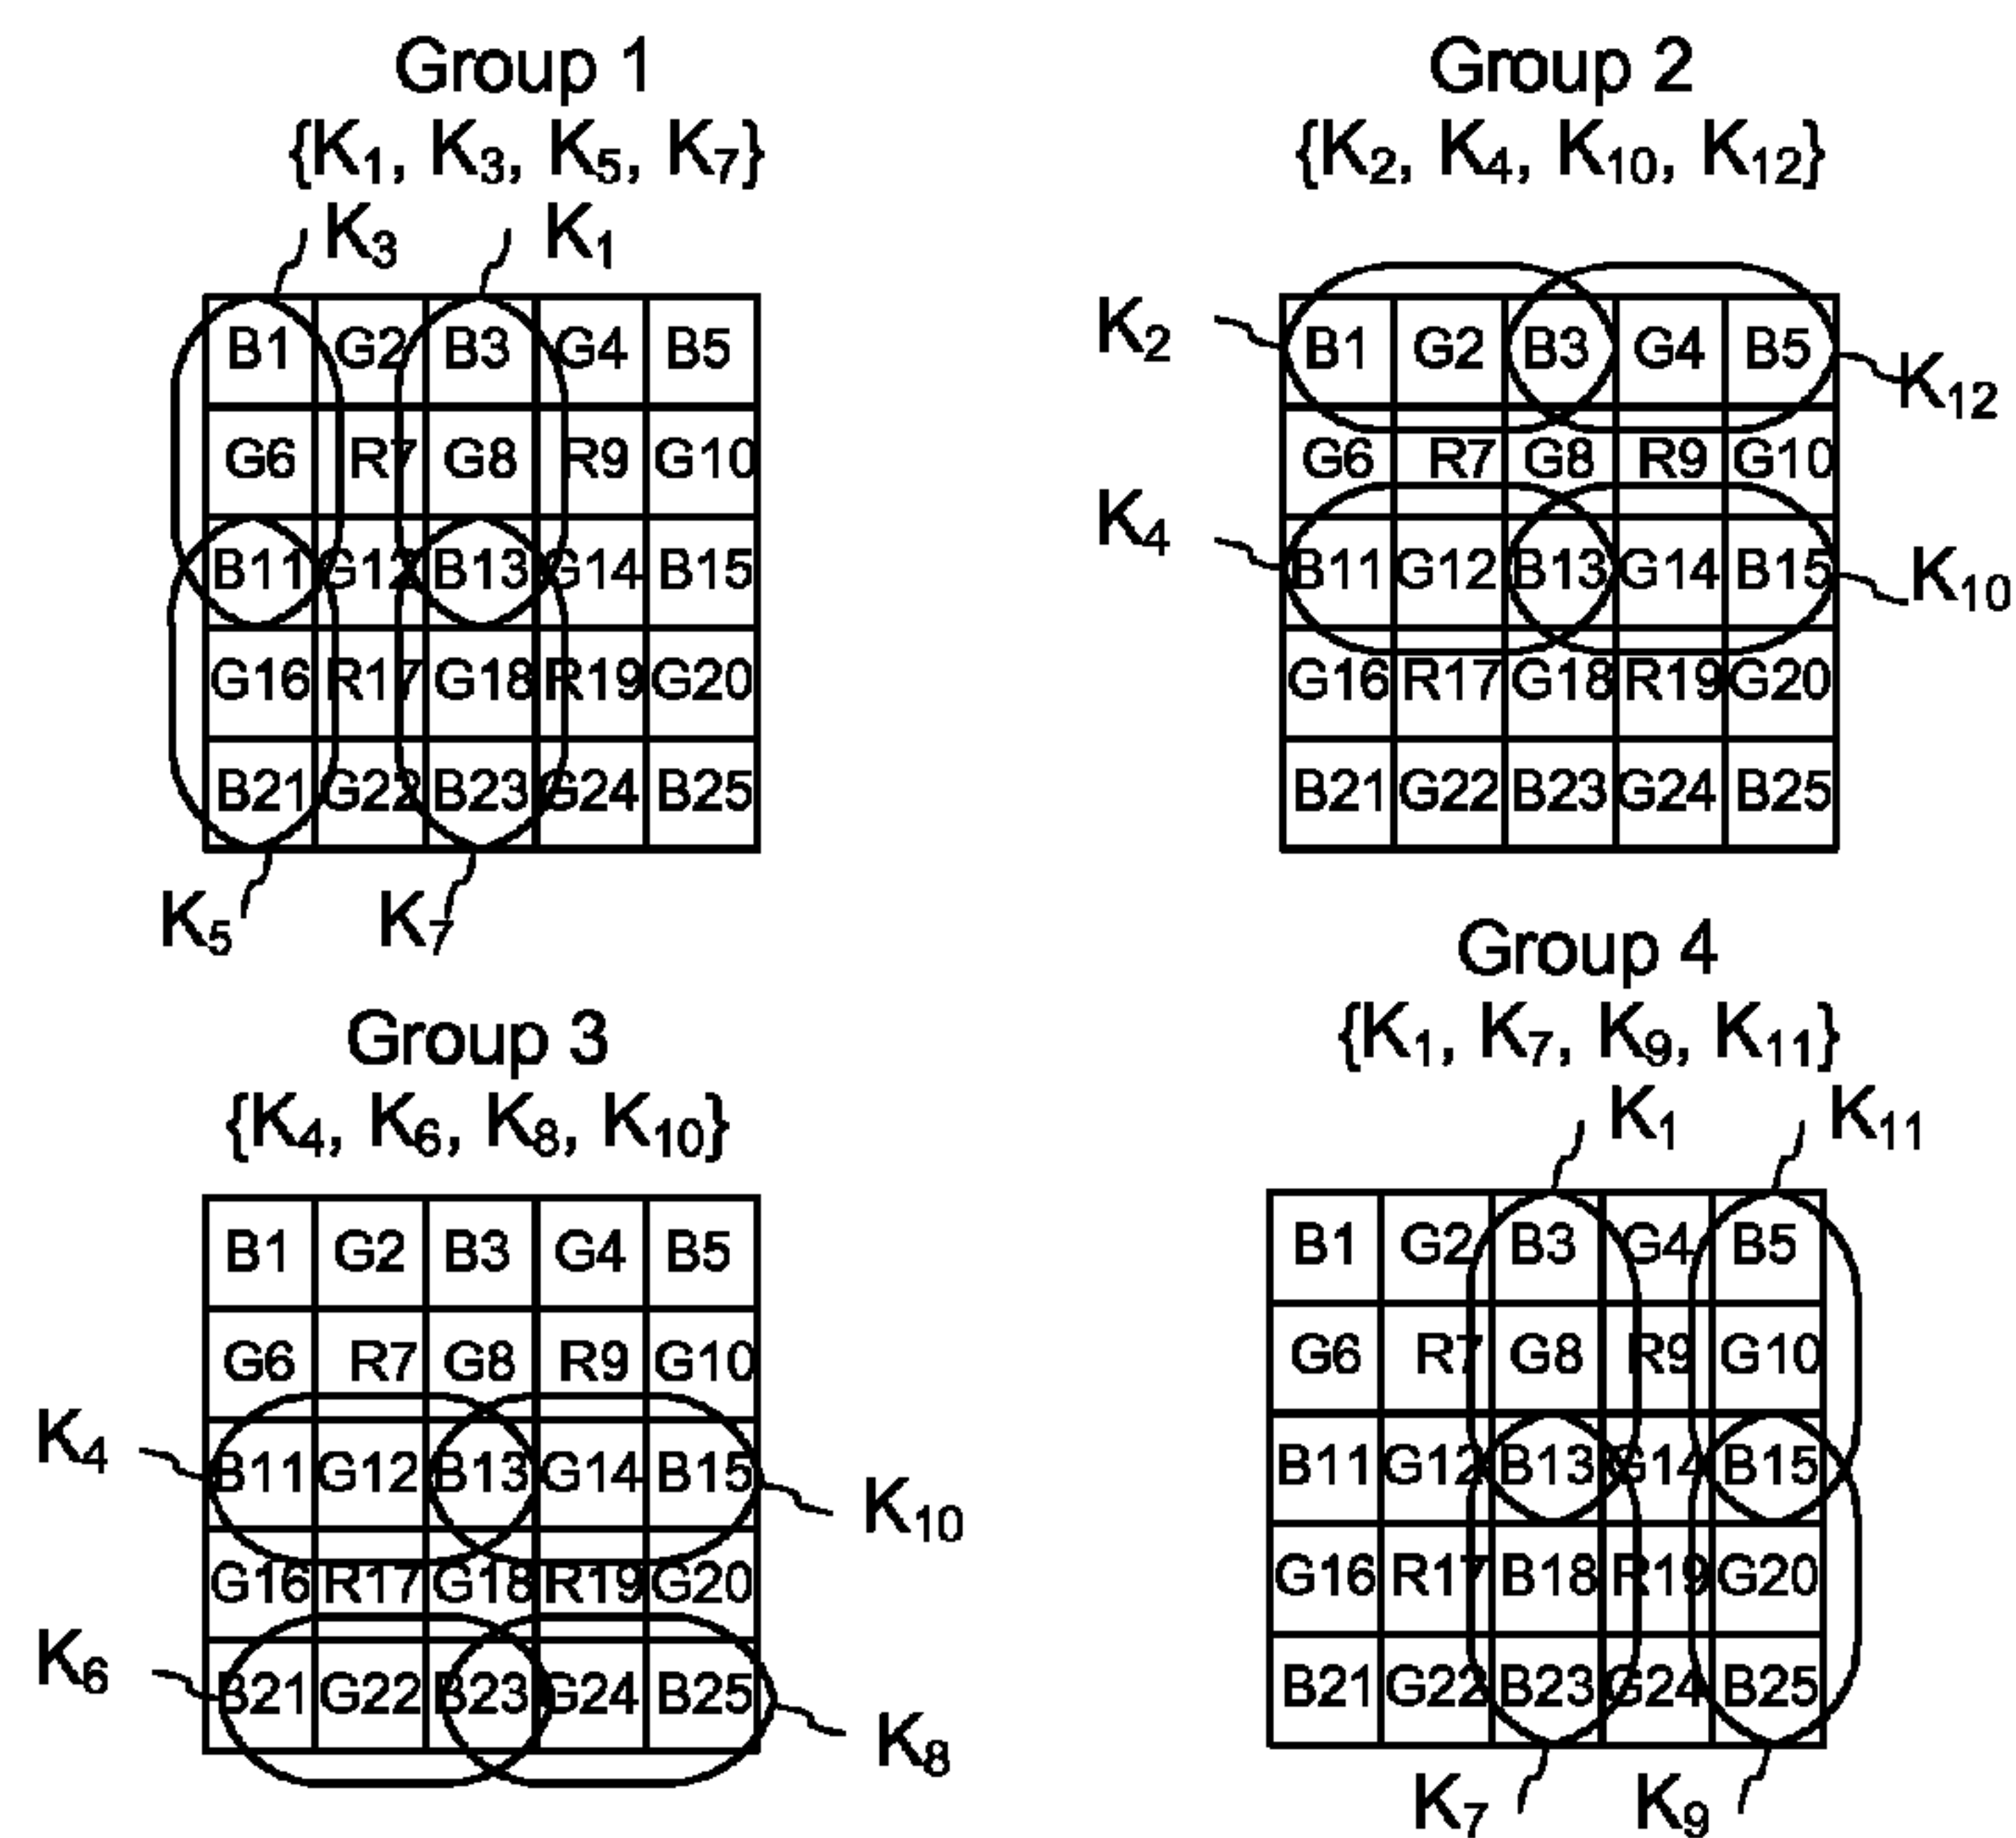 Group 1
{K1, K3, K5, K7}
K3 K1
B1 G2 B3 G4 B5
G6 R7 G8 R9 G10
B11 G12 B13 G14 B15
G16 R17 G18 R19 G20
B21 G22 B23 G24 B25
K5 K7
Group 2
{K2, K4, K10, K12}
K2
K12
B1 G2 B3 G4 B5
G6 R7 G8 R9 G10
K4
K10
B11 G12 B13 G14 B15
G16 R17 G18 R19 G20
B21 G22 B23 G24 B25
Group 3
{K4, K6, K8, K10}
B1 G2 B3 G4 B5
G6 R7 G8 R9 G10
K4
B11 G12 B13 G14 B15
K10
G16 R17 G18 R19 G20
K6
B21 G22 B23 G24 B25
K8
Group 4
{K1, K7, K9, K11}
K1 K11
B1 G2 B3 G4 B5
G6 R7 G8 R9 G10
B11 G12 B13 G14 B15
G16 R17 B18 R19 G20
B21 G22 B23 G24 B25
K7 K9